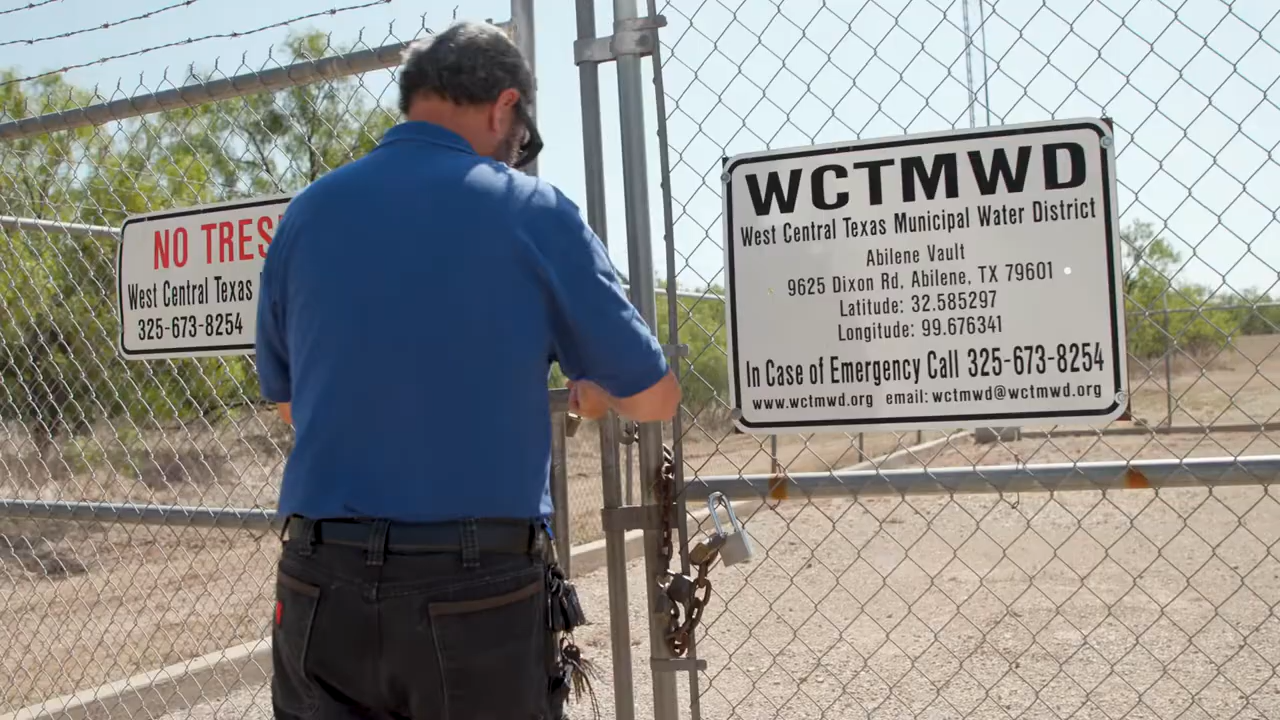 NO TRES
West Central Texas
325-673-8254
WCTMWD
West Central Texas Municipal Water District
Abilene Vault
9625 Dixon Rd, Abilene, TX 79601
Latitude: 32.585297
Longitude: 99.676341
In Case of Emergency Call 325-673-8254
www.wctmwd.org email: wctmwd@wctmwd.org